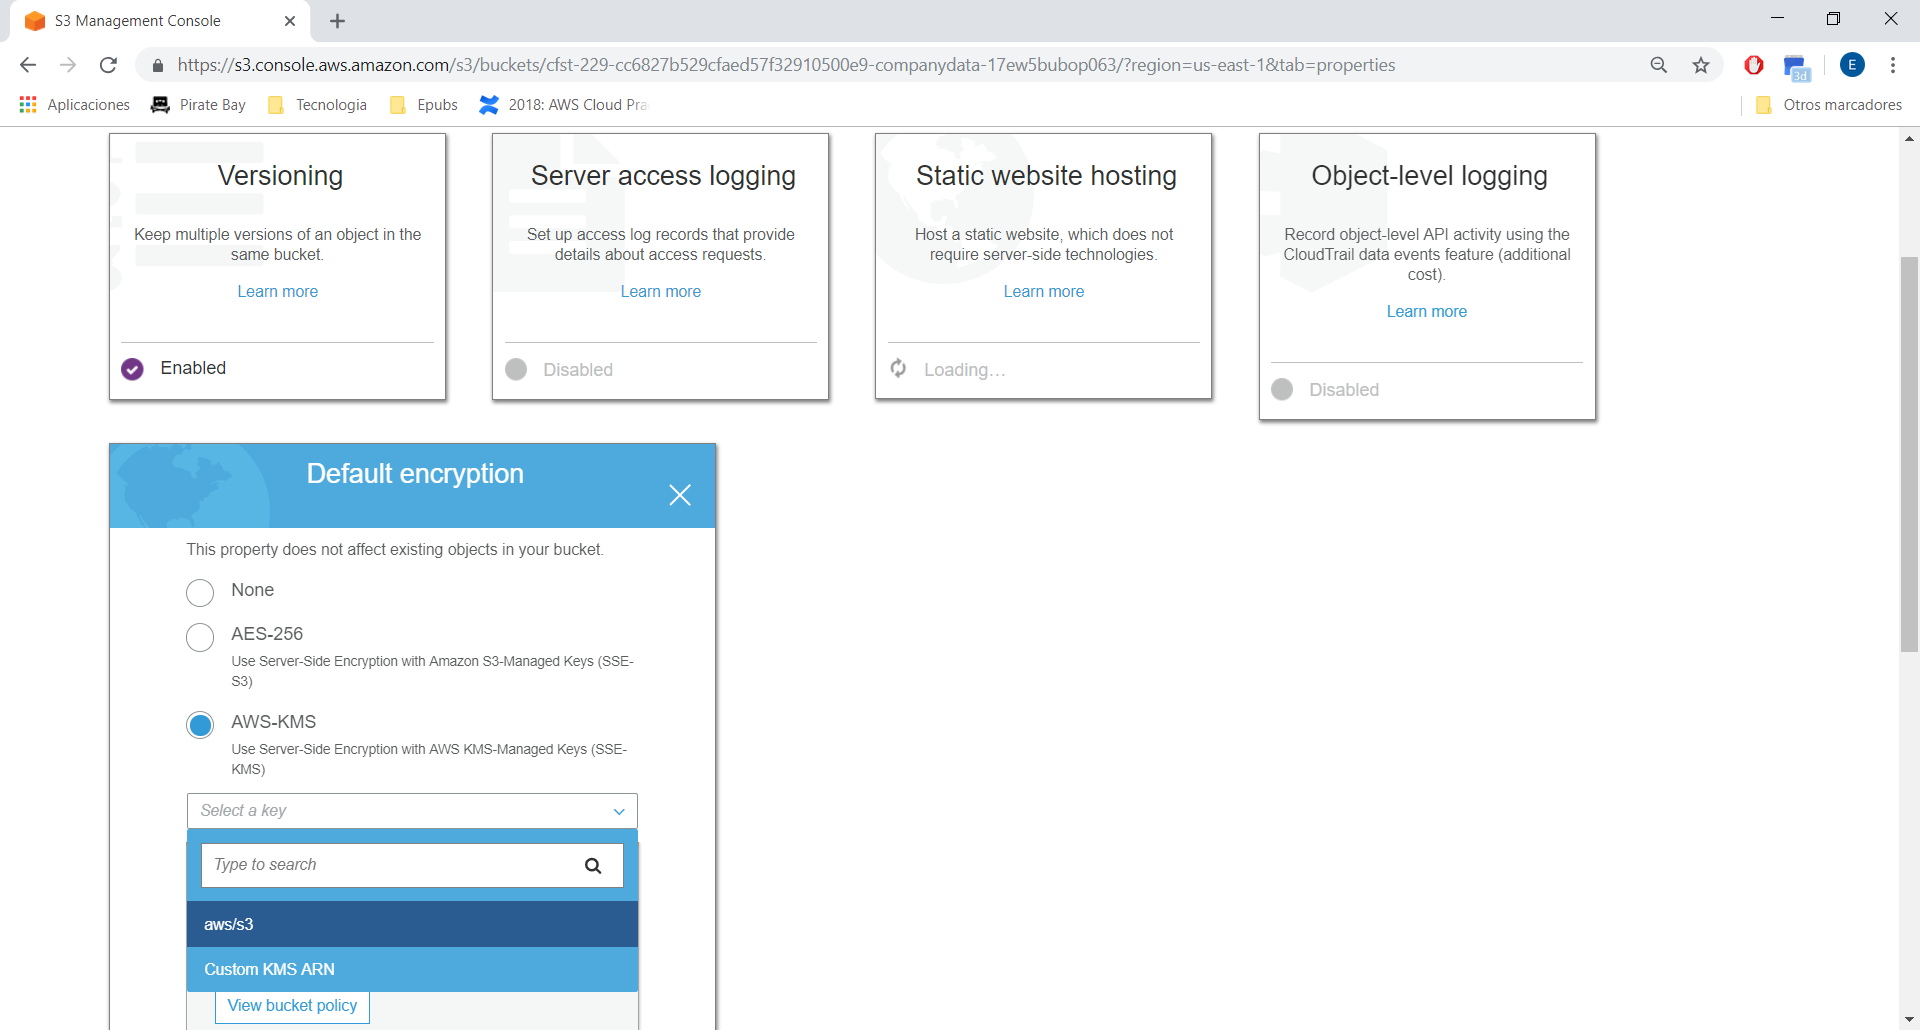 S3 Management Console
https://s3.console.aws.amazon.com/s3/buckets/cfst-229-cc6827b529cfaed57f32910500e9-companydata-17ew5bubop063/?region=us-east-1&tab=properties
3d
E
Aplicaciones
Pirate Bay
Tecnologia
Epubs
2018: AWS Cloud Pra
Otros marcadores
Versioning
Keep multiple versions of an object in the
same bucket.
Learn more
Enabled
Server access logging
Set up access log records that provide
details about access requests.
Learn more
Disabled
Static website hosting
Host a static website, which does not
require server-side technologies.
Learn more
Loading…
Object-level logging
Record object-level API activity using the
CloudTrail data events feature (additional
cost).
Learn more
Disabled
Default encryption
This property does not affect existing objects in your bucket.
None
AES-256
Use Server-Side Encryption with Amazon S3-Managed Keys (SSE-
S3)
AWS-KMS
Use Server-Side Encryption with AWS KMS-Managed Keys (SSE-
KMS)
Select a key
Type to search
aws/s3
Custom KMS ARN
View bucket policy